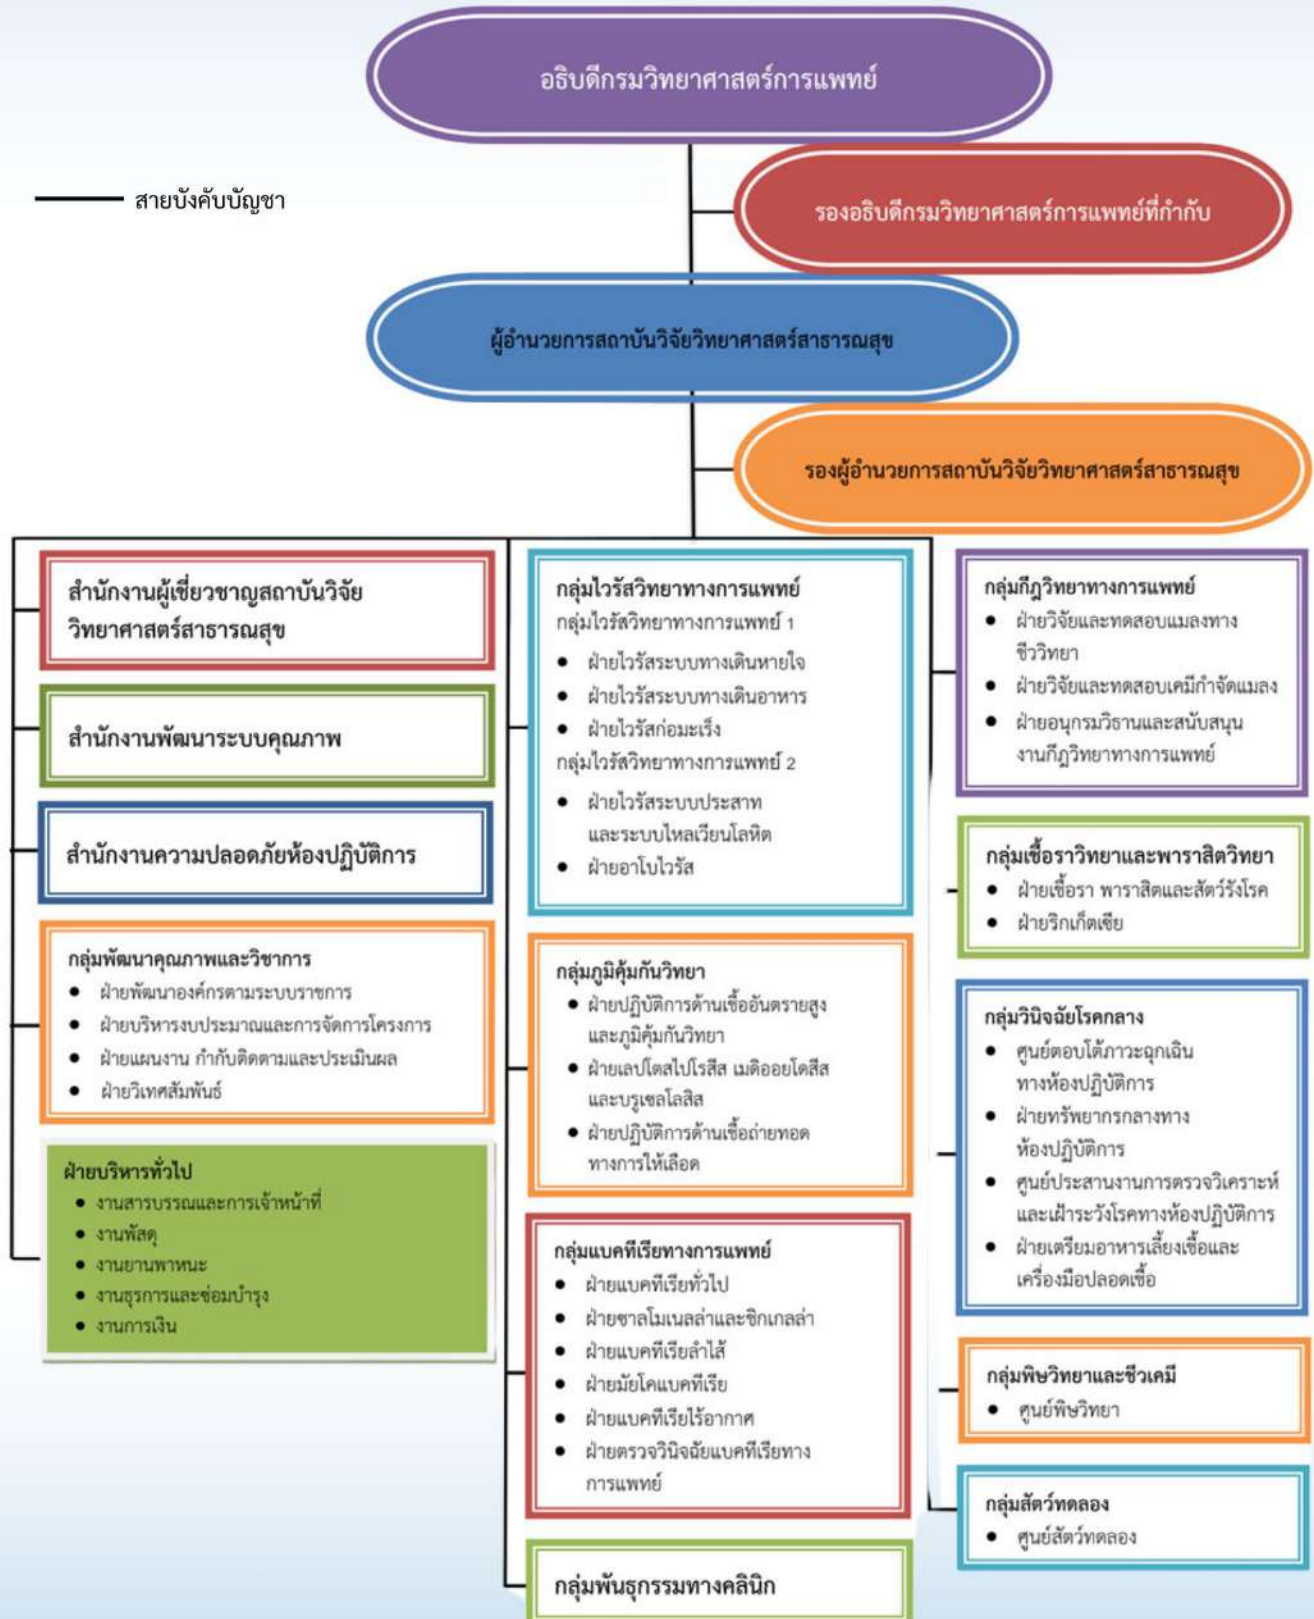 อธิบดีกรมวิทยาศาสตร์การแพทย์
สายบังคับบัญชา
รองอธิบดีกรมวิทยาศาสตร์การแพทย์ที่กำกับ
ผู้อำนวยการสถาบันวิจัยวิทยาศาสตร์สาธารณสุข
รองผู้อำนวยการสถาบันวิจัยวิทยาศาสตร์สาธารณสุข
สำนักงานผู้เชี่ยวชาญสถาบันวิจัย
วิทยาศาสตร์สาธารณสุข
สำนักงานพัฒนาระบบคุณภาพ
สำนักงานความปลอดภัยห้องปฏิบัติการ
กลุ่มพัฒนาคุณภาพและวิชาการ
● ฝ่ายพัฒนาองค์กรตามระบบราชการ
● ฝ่ายบริหารงบประมาณและการจัดการโครงการ
● ฝ่ายแผนงาน กำกับติดตามและประเมินผล
● ฝ่ายวิเทศสัมพันธ์
ฝ่ายบริหารทั่วไป
● งานสารบรรณและการเจ้าหน้าที่
● งานพัสดุ
● งานยานพาหนะ
● งานธุรการและซ่อมบำรุง
● งานการเงิน
กลุ่มไวรัสวิทยาทางการแพทย์
กลุ่มไวรัสวิทยาทางการแพทย์ 1
● ฝ่ายไวรัสระบบทางเดินหายใจ
● ฝ่ายไวรัสระบบทางเดินอาหาร
● ฝ่ายไวรัสก่อมะเร็ง
กลุ่มไวรัสวิทยาทางการแพทย์ 2
● ฝ่ายไวรัสระบบประสาท
และระบบไหลเวียนโลหิต
● ฝ่ายอาโบไวรัส
กลุ่มภูมิคุ้มกันวิทยา
● ฝ่ายปฏิบัติการด้านเชื้ออันตรายสูง
และภูมิคุ้มกันวิทยา
● ฝ่ายเลปโตสไปโรสีส เมดิออยโดสีส
และบรูเซลโลสิส
● ฝ่ายปฏิบัติการด้านเชื้อถ่ายทอด
ทางการให้เลือด
กลุ่มแบคทีเรียทางการแพทย์
● ฝ่ายแบคทีเรียทั่วไป
● ฝ่ายซาลโมเนลล่าและชิกเกลล่า
● ฝ่ายแบคทีเรียลำไส้
● ฝ่ายมัยโคแบคทีเรีย
● ฝ่ายแบคทีเรียไร้อากาศ
● ฝ่ายตรวจวินิจฉัยแบคทีเรียทาง
การแพทย์
กลุ่มพันธุกรรมทางคลินิก
กลุ่มกีฏวิทยาทางการแพทย์
● ฝ่ายวิจัยและทดสอบแมลงทาง
ชีววิทยา
● ฝ่ายวิจัยและทดสอบเคมีกำจัดแมลง
● ฝ่ายอนุกรมวิธานและสนับสนุน
งานกีฏวิทยาทางการแพทย์
กลุ่มเชื้อราวิทยาและพาราสิตวิทยา
● ฝ่ายเชื้อรา พาราสิตและสัตว์รังโรค
● ฝ่ายริกเก็ตเซีย
กลุ่มวินิจฉัยโรคกลาง
● ศูนย์ตอบโต้ภาวะฉุกเฉิน
ทางห้องปฏิบัติการ
● ฝ่ายทรัพยากรกลางทาง
ห้องปฏิบัติการ
● ศูนย์ประสานงานการตรวจวิเคราะห์
และเฝ้าระวังโรคทางห้องปฏิบัติการ
● ฝ่ายเตรียมอาหารเลี้ยงเชื้อและ
เครื่องมือปลอดเชื้อ
กลุ่มพิษวิทยาและชีวเคมี
● ศูนย์พิษวิทยา
กลุ่มสัตว์ทดลอง
● ศูนย์สัตว์ทดลอง